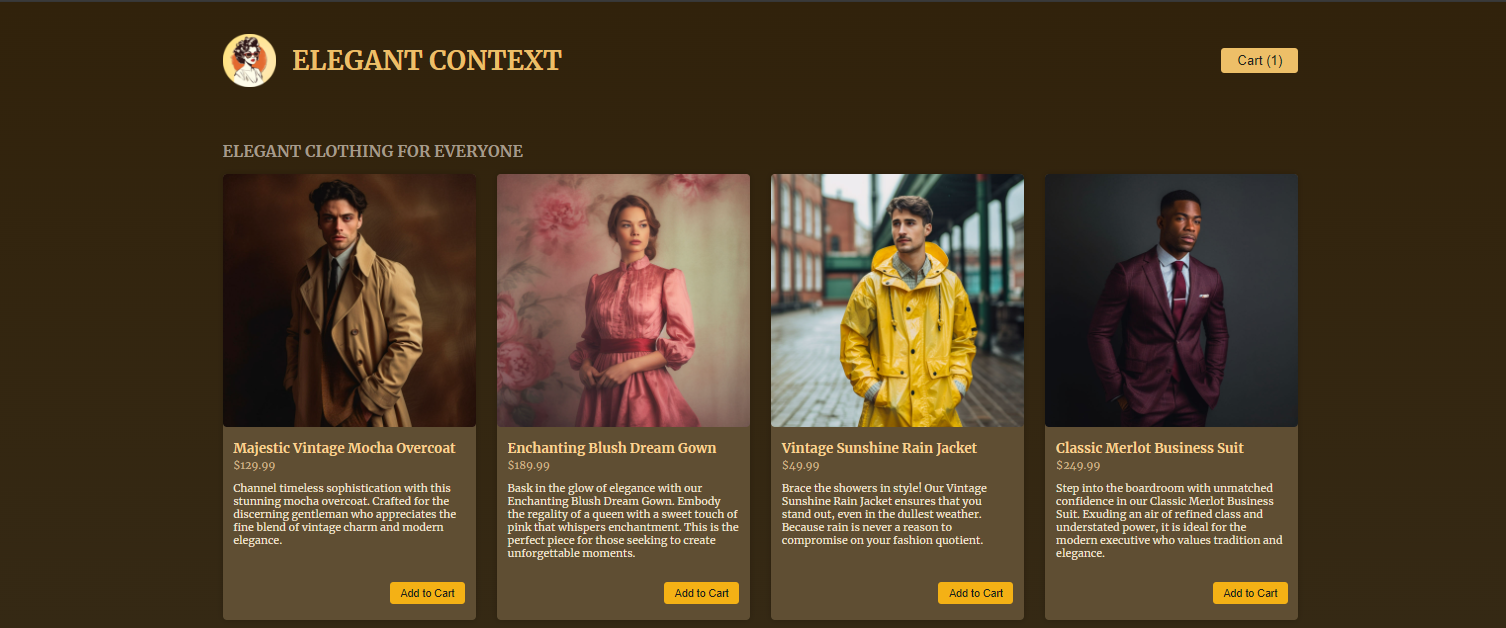 ELEGANT CONTEXT
Cart (1)
ELEGANT CLOTHING FOR EVERYONE
Majestic Vintage Mocha Overcoat
$129.99
Channel timeless sophistication with this
stunning mocha overcoat. Crafted for the
discerning gentleman who appreciates the
fine blend of vintage charm and modern
elegance.
Add to Cart
Enchanting Blush Dream Gown
$189.99
Bask in the glow of elegance with our
Enchanting Blush Dream Gown. Embody
the regality of a queen with a sweet touch of
pink that whispers enchantment. This is the
perfect piece for those seeking to create
unforgettable moments.
Add to Cart
Vintage Sunshine Rain Jacket
$49.99
Brace the showers in style! Our Vintage
Sunshine Rain Jacket ensures that you
stand out, even in the dullest weather.
Because rain is never a reason to
compromise on your fashion quotient.
Add to Cart
Classic Merlot Business Suit
$249.99
Step into the boardroom with unmatched
confidence in our Classic Merlot Business
Suit. Exuding an air of refined class and
understated power, it is ideal for the
modern executive who values tradition and
elegance.
Add to Cart